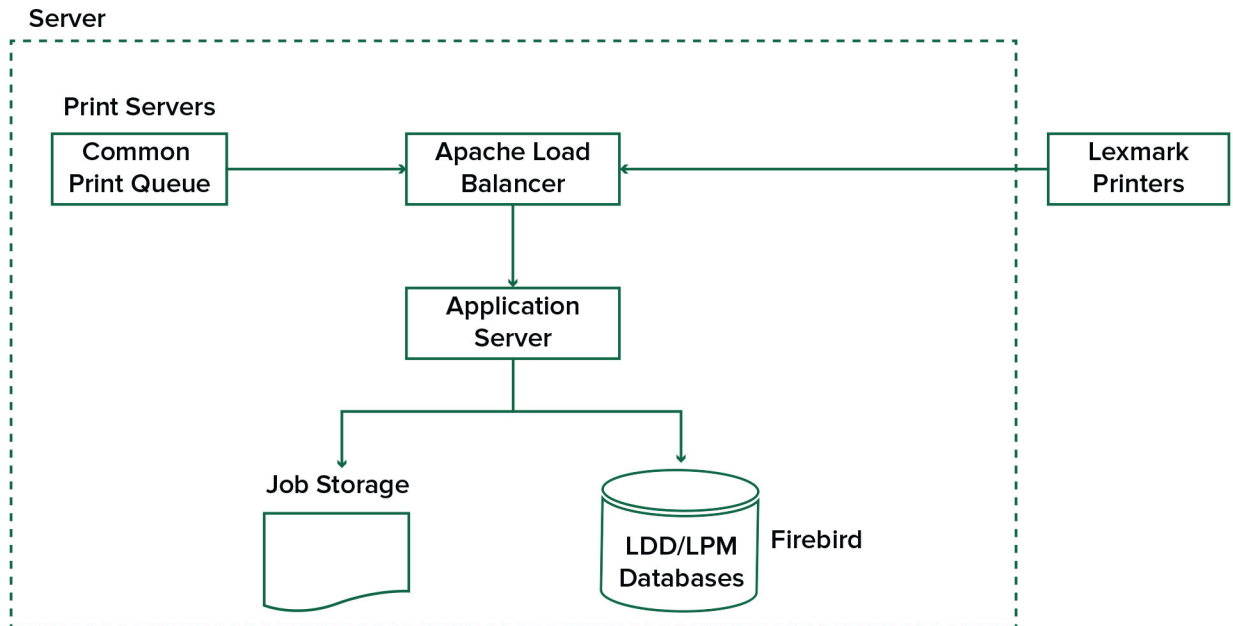 Server
Print Servers
Common
Print Queue
Apache Load
Balancer
Lexmark
Printers
Application
Server
Job Storage
LDD/LPM
Databases
Firebird